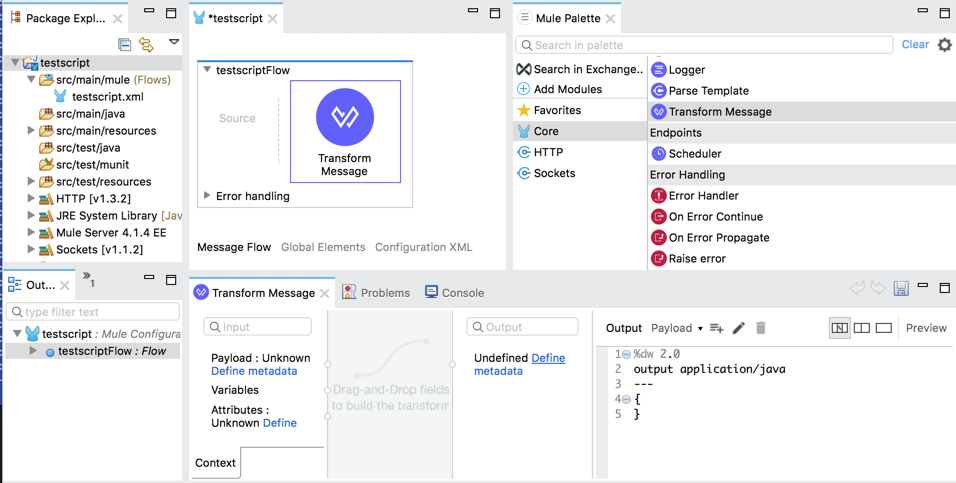 Package Expl...
testscript
src/main/mule (Flows)
testscript.xml
src/main/java
src/main/resources
src/test/java
src/test/munit
src/test/resources
HTTP [v1.3.2]
JRE System Library [Jav
Mule Server 4.1.4 EE
Sockets [v1.1.2]
*testscript
testscriptFlow
Source
Transform
Message
Error handling
Message Flow Global Elements Configuration XML
Mule Palette
Search in palette
Clear
Search in Exchange..
Add Modules
Favorites
Core
HTTP
Sockets
Logger
Parse Template
Transform Message
Endpoints
Scheduler
Error Handling
Error Handler
On Error Continue
On Error Propagate
Raise error
Out...
1
type filter text
testscript : Mule Configura
testscriptFlow : Flow
Transform Message Problems Console
Input
Payload : Unknown
Define metadata
Variables
Attributes :
Unknown Define
Context
Drag-and-Drop fields
to build the transform
Output
Undefined Define
metadata
Output Payload Preview
1 %dw 2.0
2 output application/java
3 ---
4 {
5 }